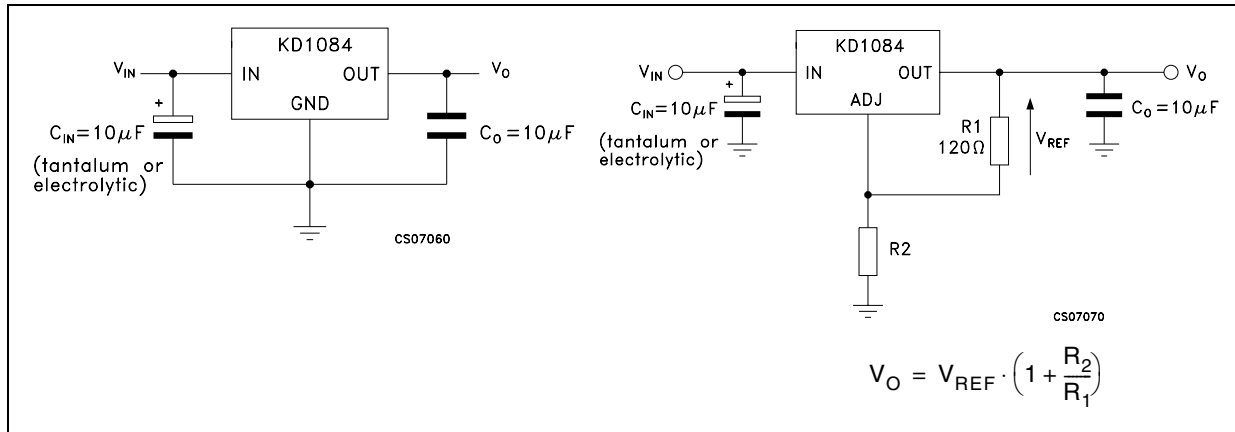 KD1084
V_IN
IN
OUT
V_O
GND
+
C_IN=10μF
(tantalum or
electrolytic)
C_O=10μF
CS07060
KD1084
V_IN
IN
OUT
V_O
ADJ
+
C_IN=10μF
(tantalum or
electrolytic)
R1
120Ω
V_REF
C_O=10μF
R2
CS07070
V_O = V_REF · (1 + R_2/R_1)